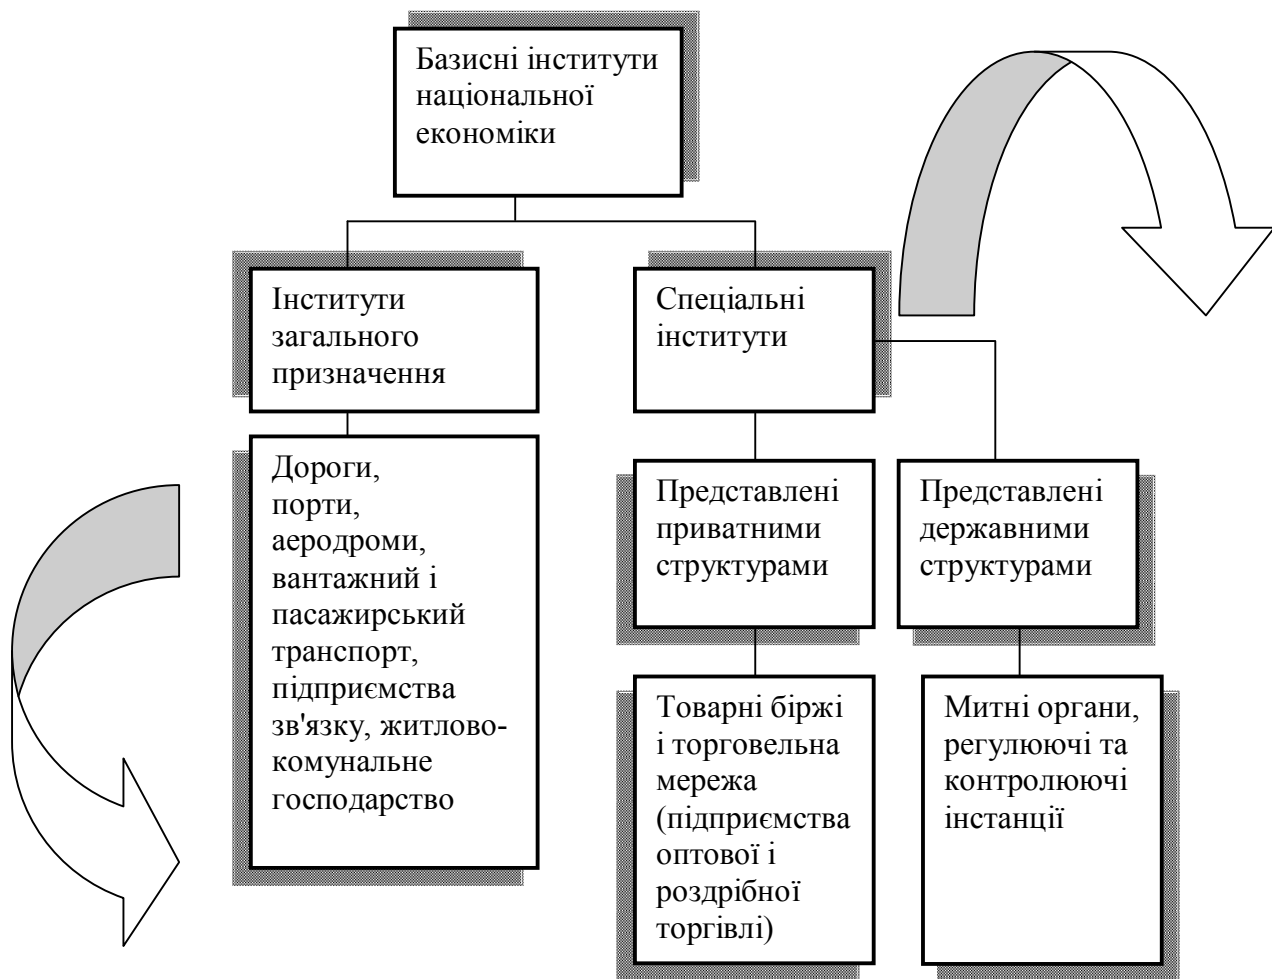 Базисні інститути
національної
економіки
Інститути
загального
призначення
Спеціальні
інститути
Дороги,
порти,
аеродроми,
вантажний і
пасажирський
транспорт,
підприємства
зв'язку, житлово-
комунальне
господарство
Представлені
приватними
структурами
Представлені
державними
структурами
Товарні біржі
і торговельна
мережа
(підприємства
оптової і
роздрібної
торгівлі)
Митні органи,
регулюючі та
контролюючі
інстанції